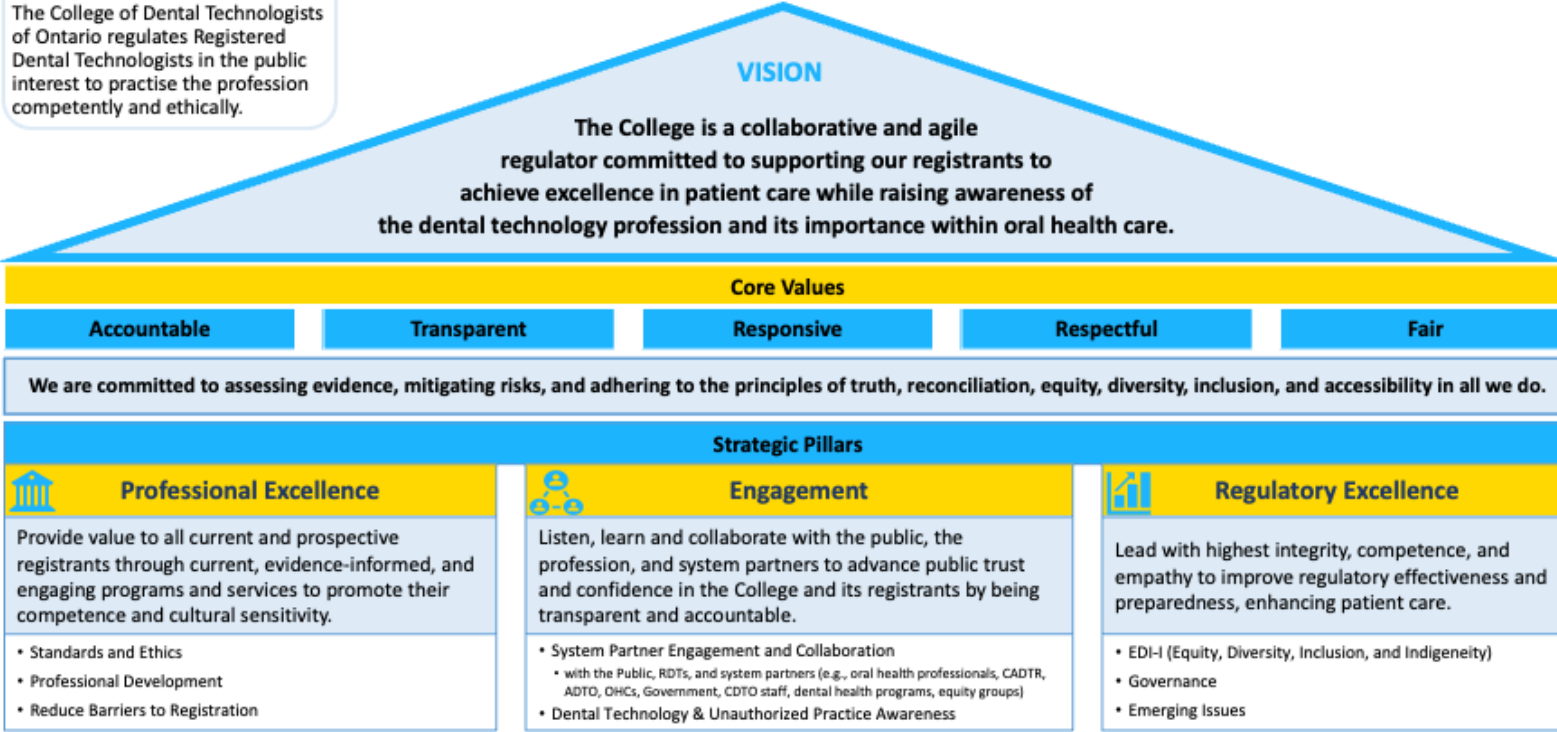 The College of Dental Technologists
of Ontario regulates Registered
Dental Technologists in the public
interest to practise the profession
competently and ethically.
VISION
The College is a collaborative and agile
regulator committed to supporting our registrants to
achieve excellence in patient care while raising awareness of
the dental technology profession and its importance within oral health care.
Core Values
Accountable
Transparent
Responsive
Respectful
Fair
We are committed to assessing evidence, mitigating risks, and adhering to the principles of truth, reconciliation, equity, diversity, inclusion, and accessibility in all we do.
Strategic Pillars
Professional Excellence
Provide value to all current and prospective
registrants through current, evidence-informed, and
engaging programs and services to promote their
competence and cultural sensitivity.
• Standards and Ethics
• Professional Development
• Reduce Barriers to Registration
Engagement
Listen, learn and collaborate with the public, the
profession, and system partners to advance public trust
and confidence in the College and its registrants by being
transparent and accountable.
• System Partner Engagement and Collaboration
• with the Public, RDTs, and system partners (e.g., oral health professionals, CADTR,
ADTO, OHCs, Government, CDTO staff, dental health programs, equity groups)
• Dental Technology & Unauthorized Practice Awareness
Regulatory Excellence
Lead with highest integrity, competence, and
empathy to improve regulatory effectiveness and
preparedness, enhancing patient care.
• EDI-I (Equity, Diversity, Inclusion, and Indigeneity)
• Governance
• Emerging Issues